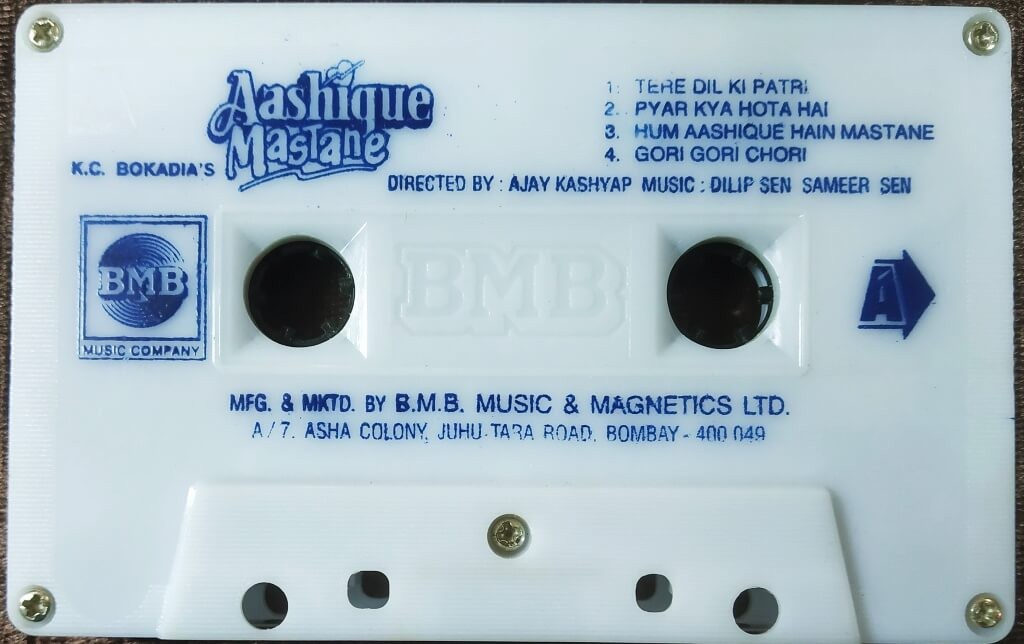 Aashique
Mastane
K.C. BOKADIA'S
1. TERE DIL KI PATRI
2. PYAR KYA HOTA HAI
3. HUM AASHIQUE HAIN MASTANE
4. GORI GORI CHORI
DIRECTED BY : AJAY KASHYAP MUSIC : DILIP SEN SAMEER SEN
BMB
MUSIC COMPANY
BMB
A
MFG. & MKTD. BY B.M.B. MUSIC & MAGNETICS LTD.
A/7, ASHA COLONY, JUHU-TARA ROAD, BOMBAY - 400 049